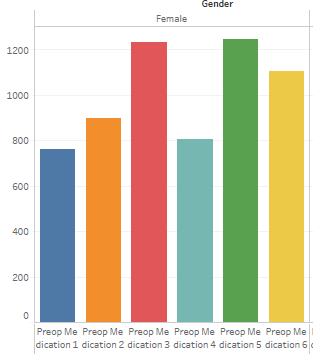 Gender
Female
1200
1000
800
600
400
200
0
Preop Me Preop Me Preop Me Preop Me Preop Me Preop Me
dication 1 dication 2 dication 3 dication 4 dication 5 dication 6